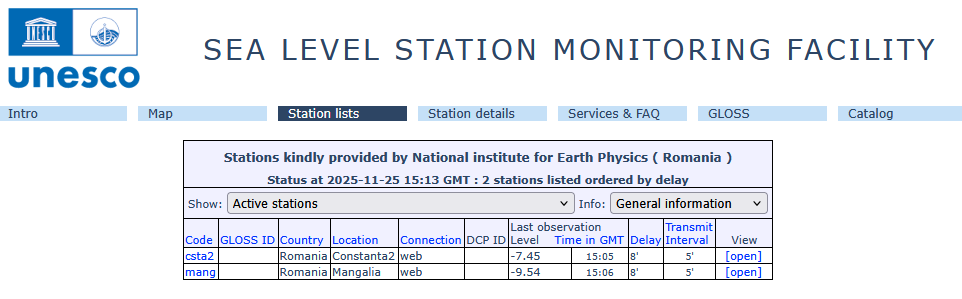 unesco
SEA LEVEL STATION MONITORING FACILITY
Intro Map Station lists Station details Services & FAQ GLOSS Catalog
Stations kindly provided by National institute for Earth Physics ( Romania )
Status at 2025-11-25 15:13 GMT : 2 stations listed ordered by delay
Show: Active stations Info: General information
Last observation Transmit
Code GLOSS ID Country Location Connection DCP ID Level Time in GMT Delay Interval View
csta2 Romania Constanta2 web -7.45 15:05 8' 5' [open]
mang Romania Mangalia web -9.54 15:06 8' 5' [open]